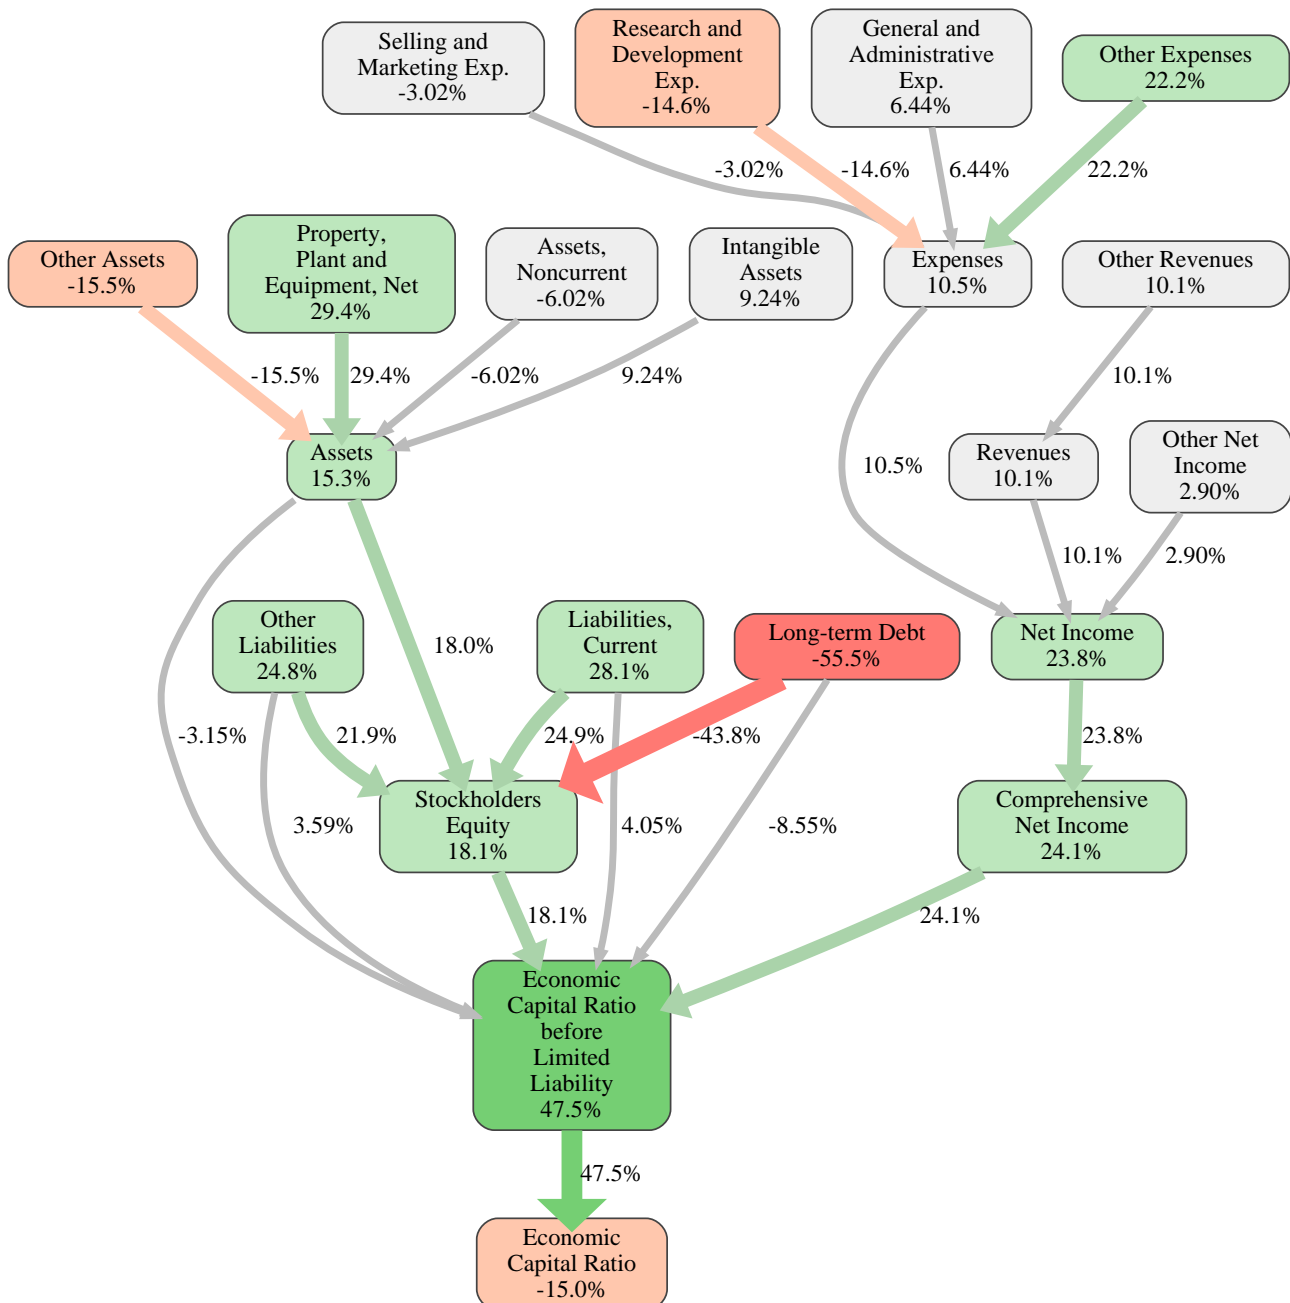 Selling and
Marketing Exp.
-3.02%
Research and
Development
Exp.
-14.6%
General and
Administrative
Exp.
6.44%
Other Expenses
22.2%
-3.02%
-14.6%
6.44%
22.2%
Other Assets
-15.5%
Property,
Plant and
Equipment, Net
29.4%
Assets,
Noncurrent
-6.02%
Intangible
Assets
9.24%
Expenses
10.5%
Other Revenues
10.1%
-15.5%
29.4%
-6.02%
9.24%
10.1%
Assets
15.3%
10.5%
Revenues
10.1%
Other Net
Income
2.90%
10.1%
2.90%
Other
Liabilities
24.8%
18.0%
Liabilities,
Current
28.1%
Long-term Debt
-55.5%
Net Income
23.8%
-3.15%
21.9%
24.9%
-43.8%
23.8%
Stockholders
Equity
18.1%
3.59%
4.05%
-8.55%
Comprehensive
Net Income
24.1%
18.1%
24.1%
Economic
Capital Ratio
before
Limited
Liability
47.5%
47.5%
Economic
Capital Ratio
-15.0%